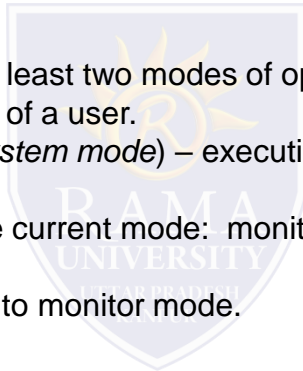 least two modes of op
of a user.
stem mode) – executi
e current mode: monit
to monitor mode.
RAMA
UNIVERSITY
UTTAR PRADESH
KANPUR